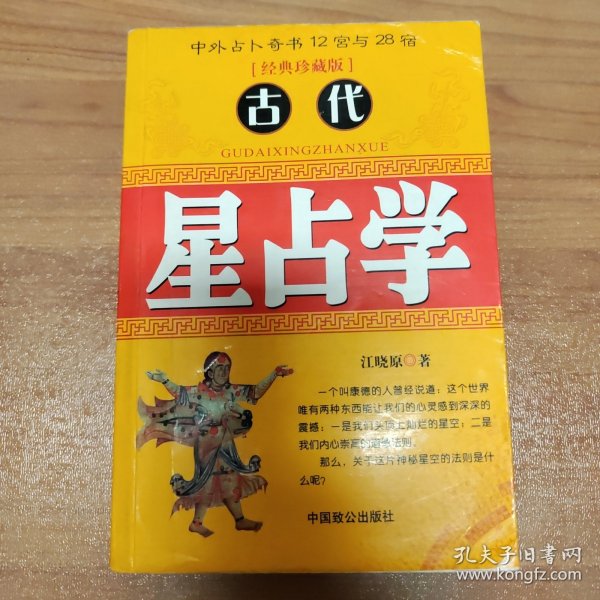 中外占卜奇书12宫与28宿
[经典珍藏版]
古代
GUDAIXINGZHANXUE
星占学
江晓原 著
一个叫康德的人曾经说道：这个世界
唯有两种东西能让我们的心灵感到深深的
震撼：一是我们头顶上灿烂的星空；二是
我们内心崇高的道德法则。
那么，关于这片神秘星空的法则是什
么呢？
中国致公出版社
孔夫子旧书网
www.kongfz.com